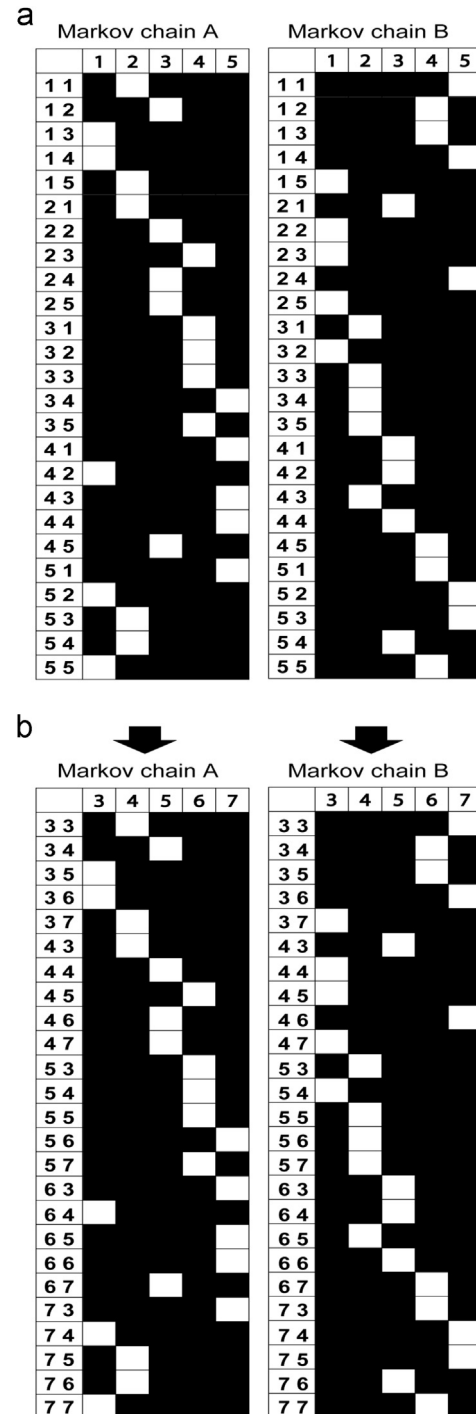 a
Markov chain A Markov chain B
1 2 3 4 5 1 2 3 4 5
1 1 1 1
1 2 1 2
1 3 1 3
1 4 1 4
1 5 1 5
2 1 2 1
2 2 2 2
2 3 2 3
2 4 2 4
2 5 2 5
3 1 3 1
3 2 3 2
3 3 3 3
3 4 3 4
3 5 3 5
4 1 4 1
4 2 4 2
4 3 4 3
4 4 4 4
4 5 4 5
5 1 5 1
5 2 5 2
5 3 5 3
5 4 5 4
5 5 5 5
b
Markov chain A Markov chain B
3 4 5 6 7 3 4 5 6 7
3 3 3 3
3 4 3 4
3 5 3 5
3 6 3 6
3 7 3 7
4 3 4 3
4 4 4 4
4 5 4 5
4 6 4 6
4 7 4 7
5 3 5 3
5 4 5 4
5 5 5 5
5 6 5 6
5 7 5 7
6 3 6 3
6 4 6 4
6 5 6 5
6 6 6 6
6 7 6 7
7 3 7 3
7 4 7 4
7 5 7 5
7 6 7 6
7 7 7 7